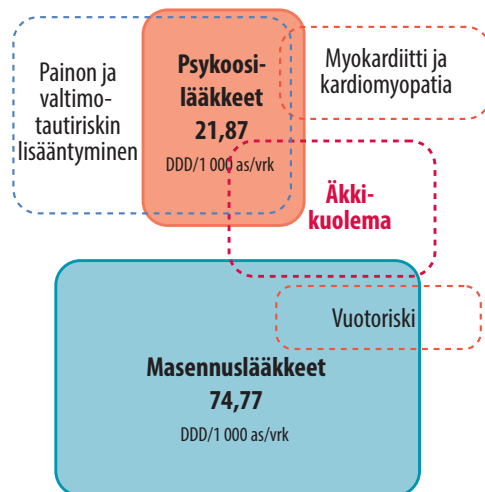 Painon ja
valtimo-
tautiriskin
lisääntyminen
Psykoosi-
lääkkeet
21,87
DDD/1 000 as/vrk
Myokardiitti ja
kardiomyopatia
Äkki-
kuolema
Vuotoriski
Masennuslääkkeet
74,77
DDD/1 000 as/vrk